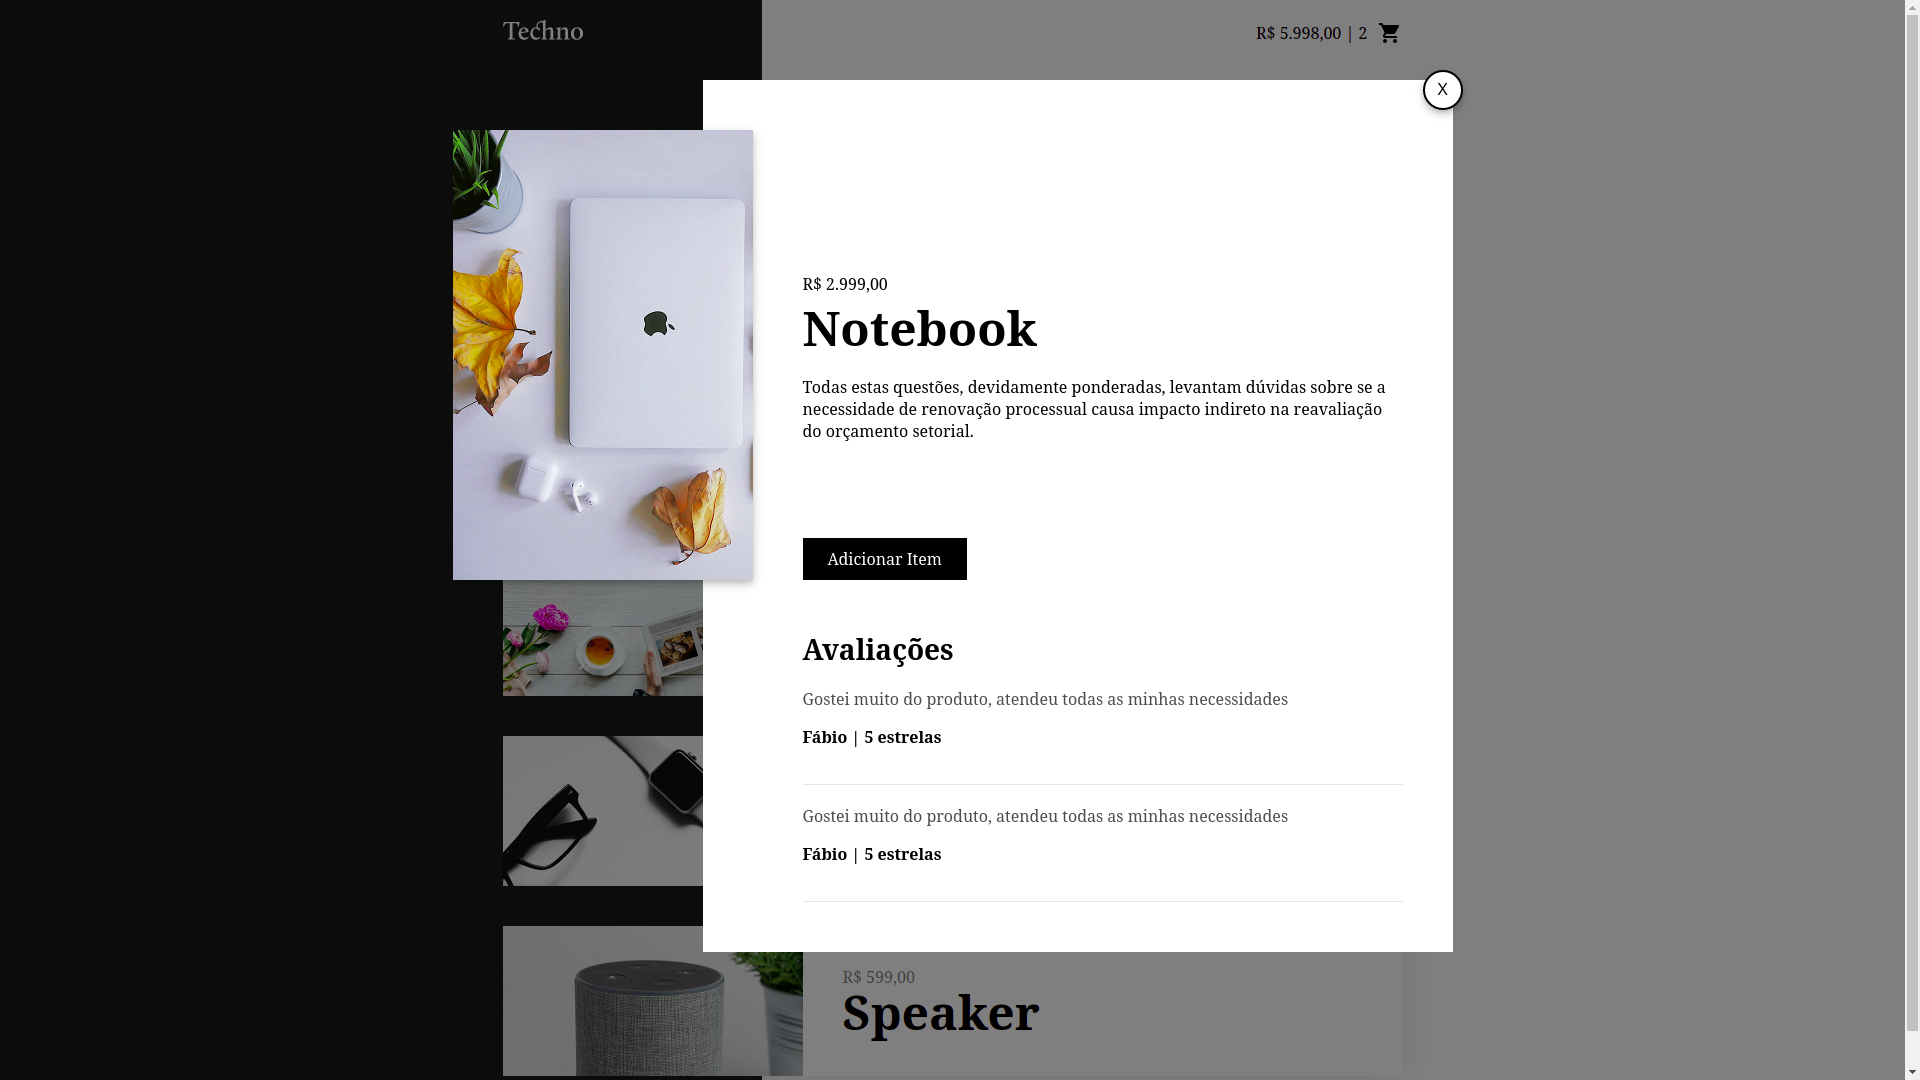 Techno
R$ 5.998,00 | 2
X
R$ 2.999,00
Notebook
Todas estas questões, devidamente ponderadas, levantam dúvidas sobre se a
necessidade de renovação processual causa impacto indireto na reavaliação
do orçamento setorial.
Adicionar Item
Avaliações
Gostei muito do produto, atendeu todas as minhas necessidades
Fábio | 5 estrelas
Gostei muito do produto, atendeu todas as minhas necessidades
Fábio | 5 estrelas
R$ 599,00
Speaker